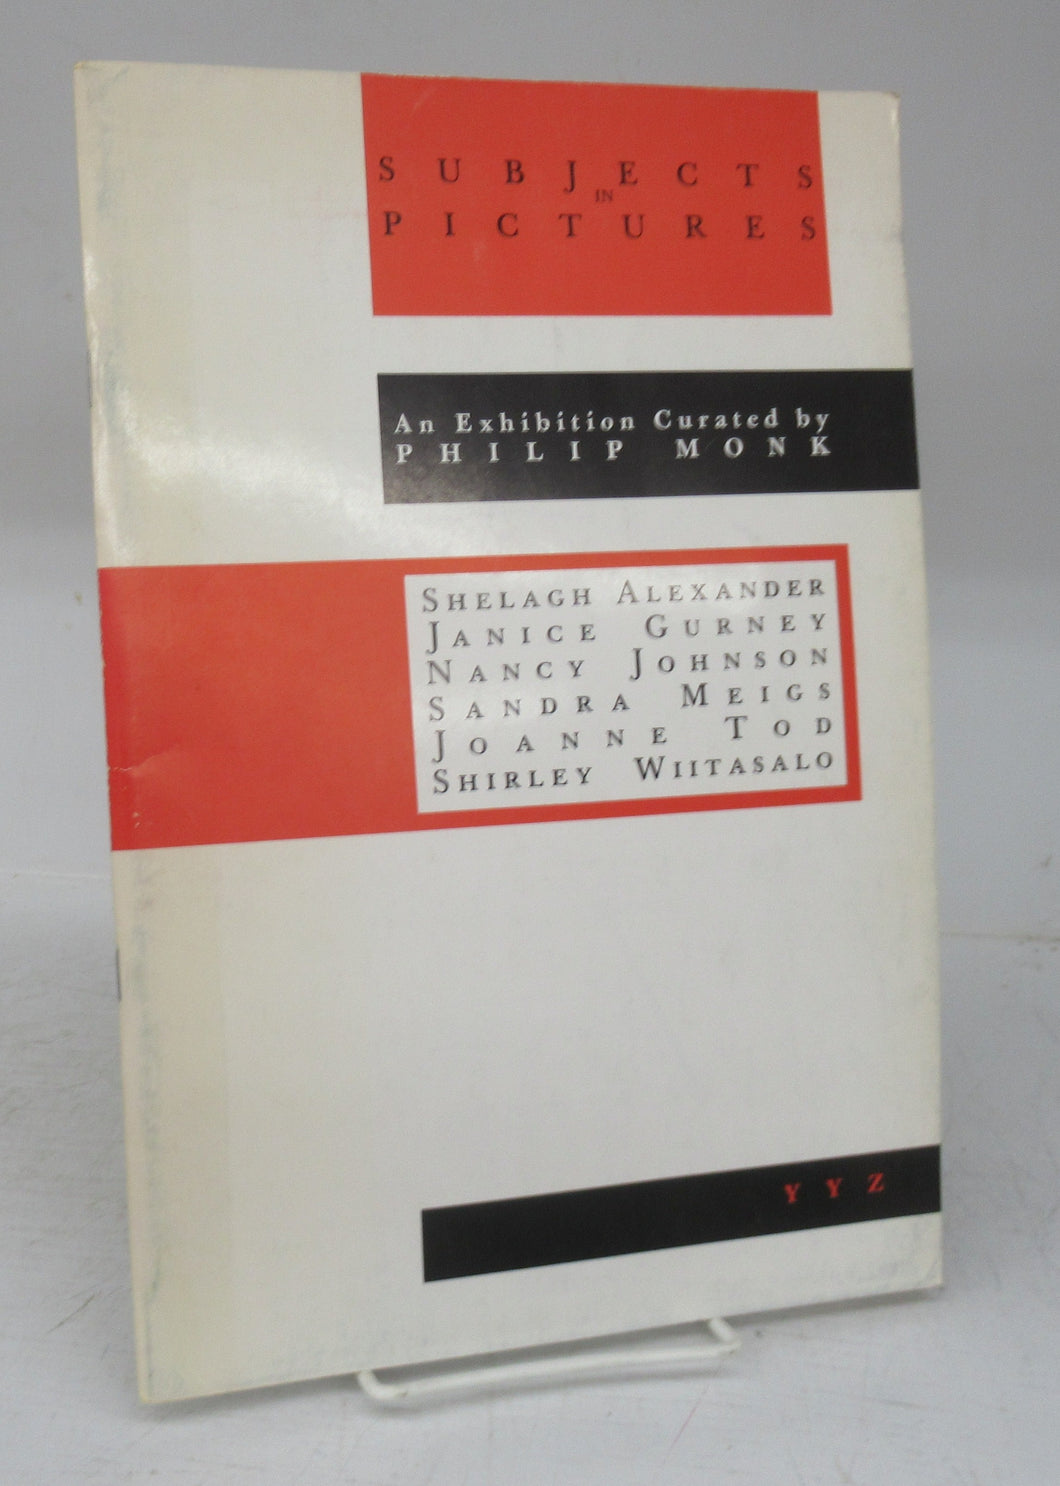 SUBJECTS
IN
PICTURES
An Exhibition Curated by
PHILIP MONK
SHELAGH ALEXANDER
JANICE GURNEY
NANCY JOHNSON
SANDRA MEIGS
JOANNE TOD
SHIRLEY WIITASALO
YYZ